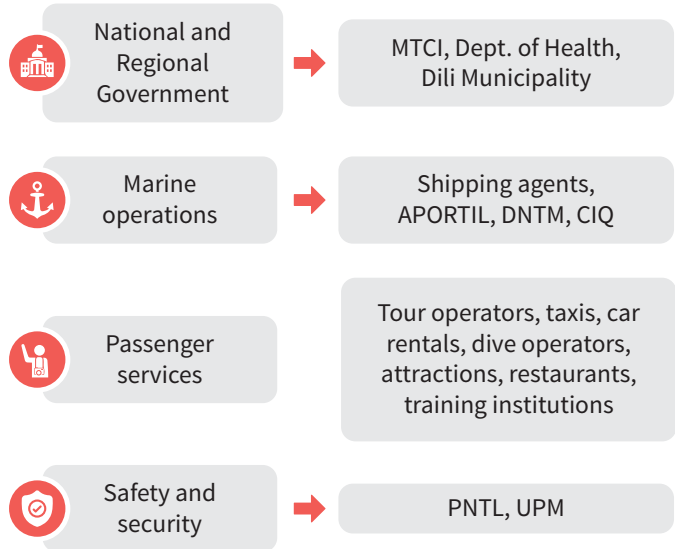 National and
Regional
Government
MTCI, Dept. of Health,
Dili Municipality
Marine
operations
Shipping agents,
APORTIL, DNTM, CIQ
Passenger
services
Tour operators, taxis, car
rentals, dive operators,
attractions, restaurants,
training institutions
Safety and
security
PNTL, UPM